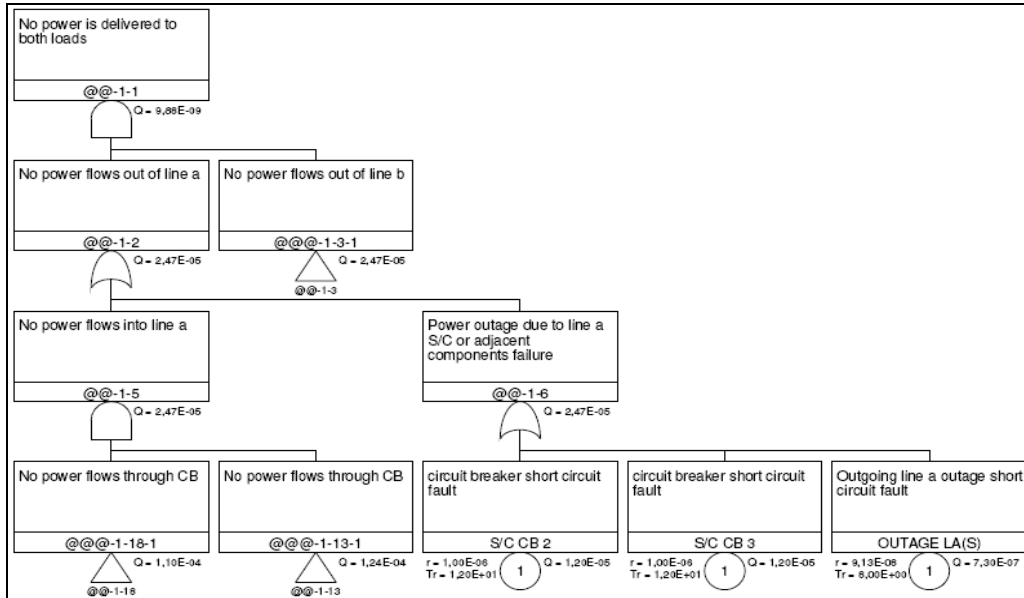 No power is delivered to
both loads
@@-1-1
Q = 9,86E-09
No power flows out of line a
No power flows out of line b
@@-1-2
@@@-1-3-1
Q = 2,47E-05
Q = 2,47E-05
@@-1-3
No power flows into line a
Power outage due to line a
S/C or adjacent
components failure
@@-1-5
@@-1-6
Q = 2,47E-05
Q = 2,47E-05
No power flows through CB
No power flows through CB
circuit breaker short circuit
fault
circuit breaker short circuit
fault
Outgoing line a outage short
circuit fault
@@@-1-18-1
@@@-1-13-1
S/C CB 2
S/C CB 3
OUTAGE LA(S)
Q = 1,10E-04
Q = 1,24E-04
r = 1,00E-06
Tr = 1,20E+01
1
Q = 1,20E-05
r = 1,00E-06
Tr = 1,20E+01
1
Q = 1,20E-05
r = 9,13E-08
Tr = 8,00E+00
1
Q = 7,30E-07
@@-1-18
@@-1-13